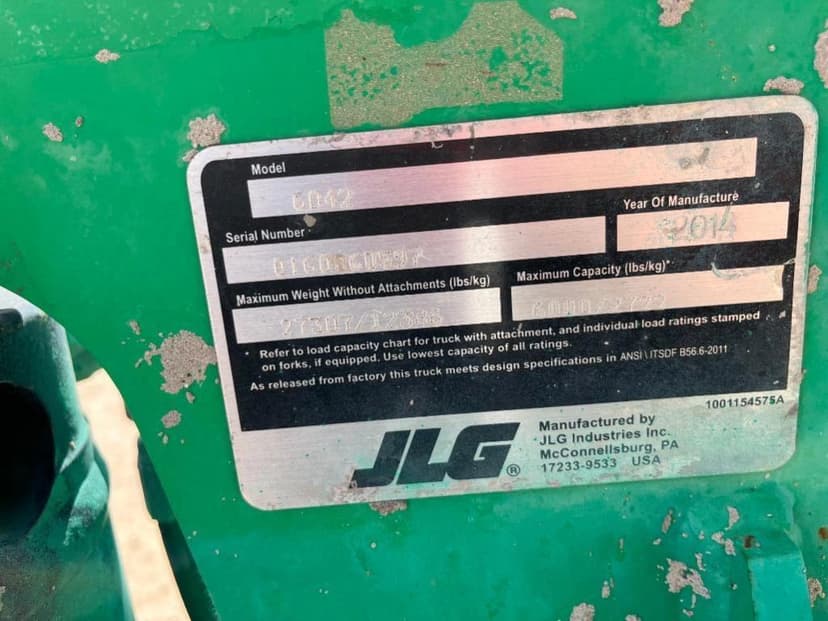 Model
6042
Serial Number
Year Of Manufacture
2014
Maximum Weight Without Attachments (lbs/kg)
Maximum Capacity (lbs/kg)*
* Refer to load capacity chart for truck with attachment, and individual load ratings stamped
on forks, if equipped. Use lowest capacity of all ratings.
As released from factory this truck meets design specifications in ANSI\ITSDF B56.6-2011
1001154575A
JLG®
Manufactured by
JLG Industries Inc.
McConnellsburg, PA
17233-9533 USA